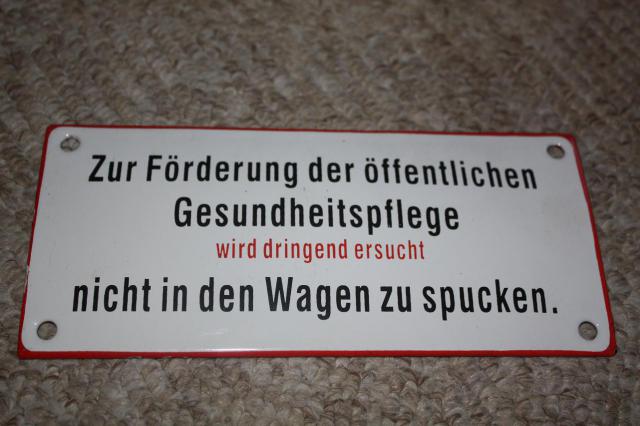 Zur Förderung der öffentlichen
Gesundheitspflege
wird dringend ersucht
nicht in den Wagen zu spucken.